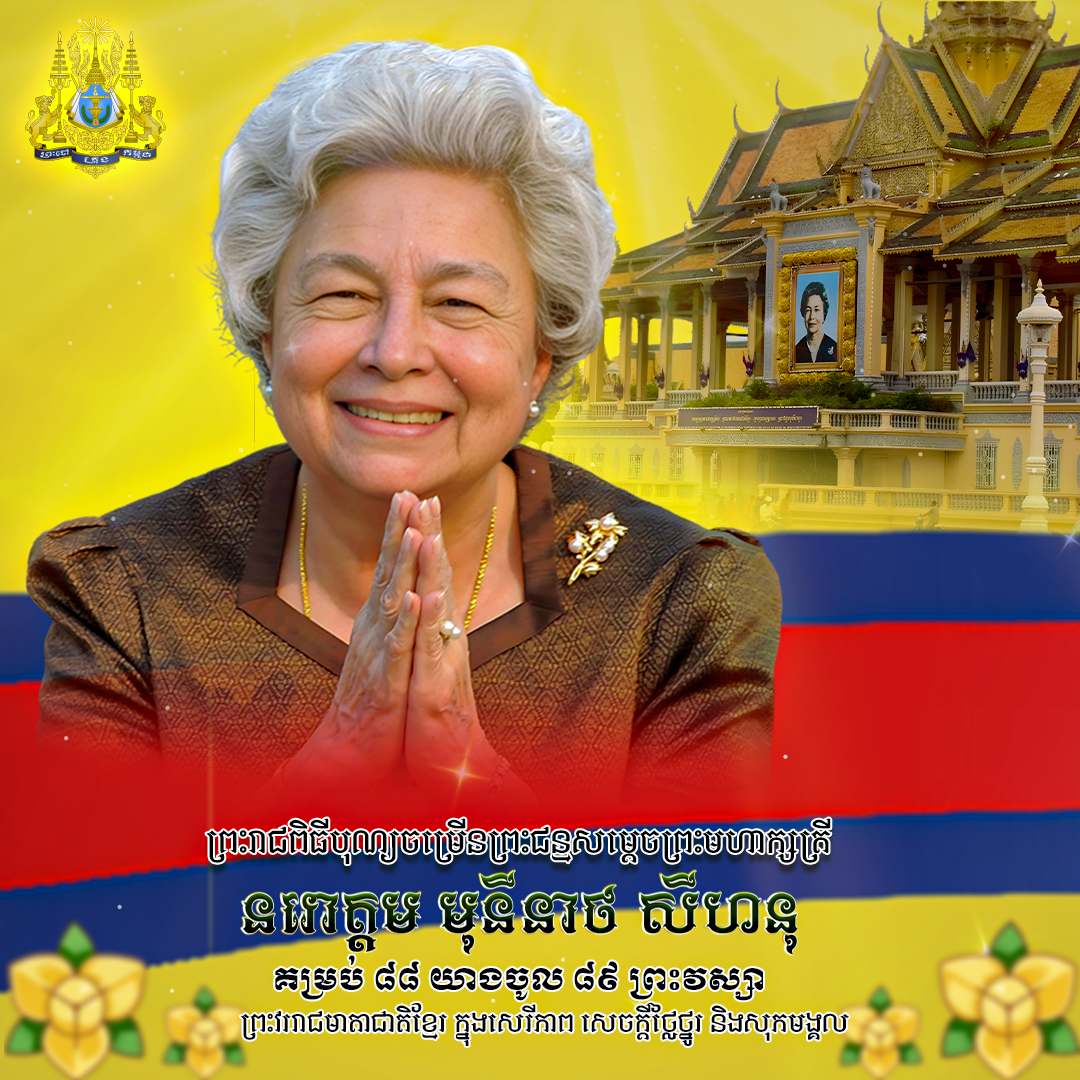 ព្រះរាជពិធីបុណ្យចម្រើនព្រះជន្មសម្តេចព្រះមហាក្សត្រី
នរោត្តម មុនីនាថ សីហនុ
គម្រប់ ៨៨ យាងចូល ៨៩ ព្រះវស្សា
ព្រះវររាជមាតាជាតិខ្មែរ ក្នុងសេរីភាព សេចក្តីថ្លៃថ្នូរ និងសុភមង្គល